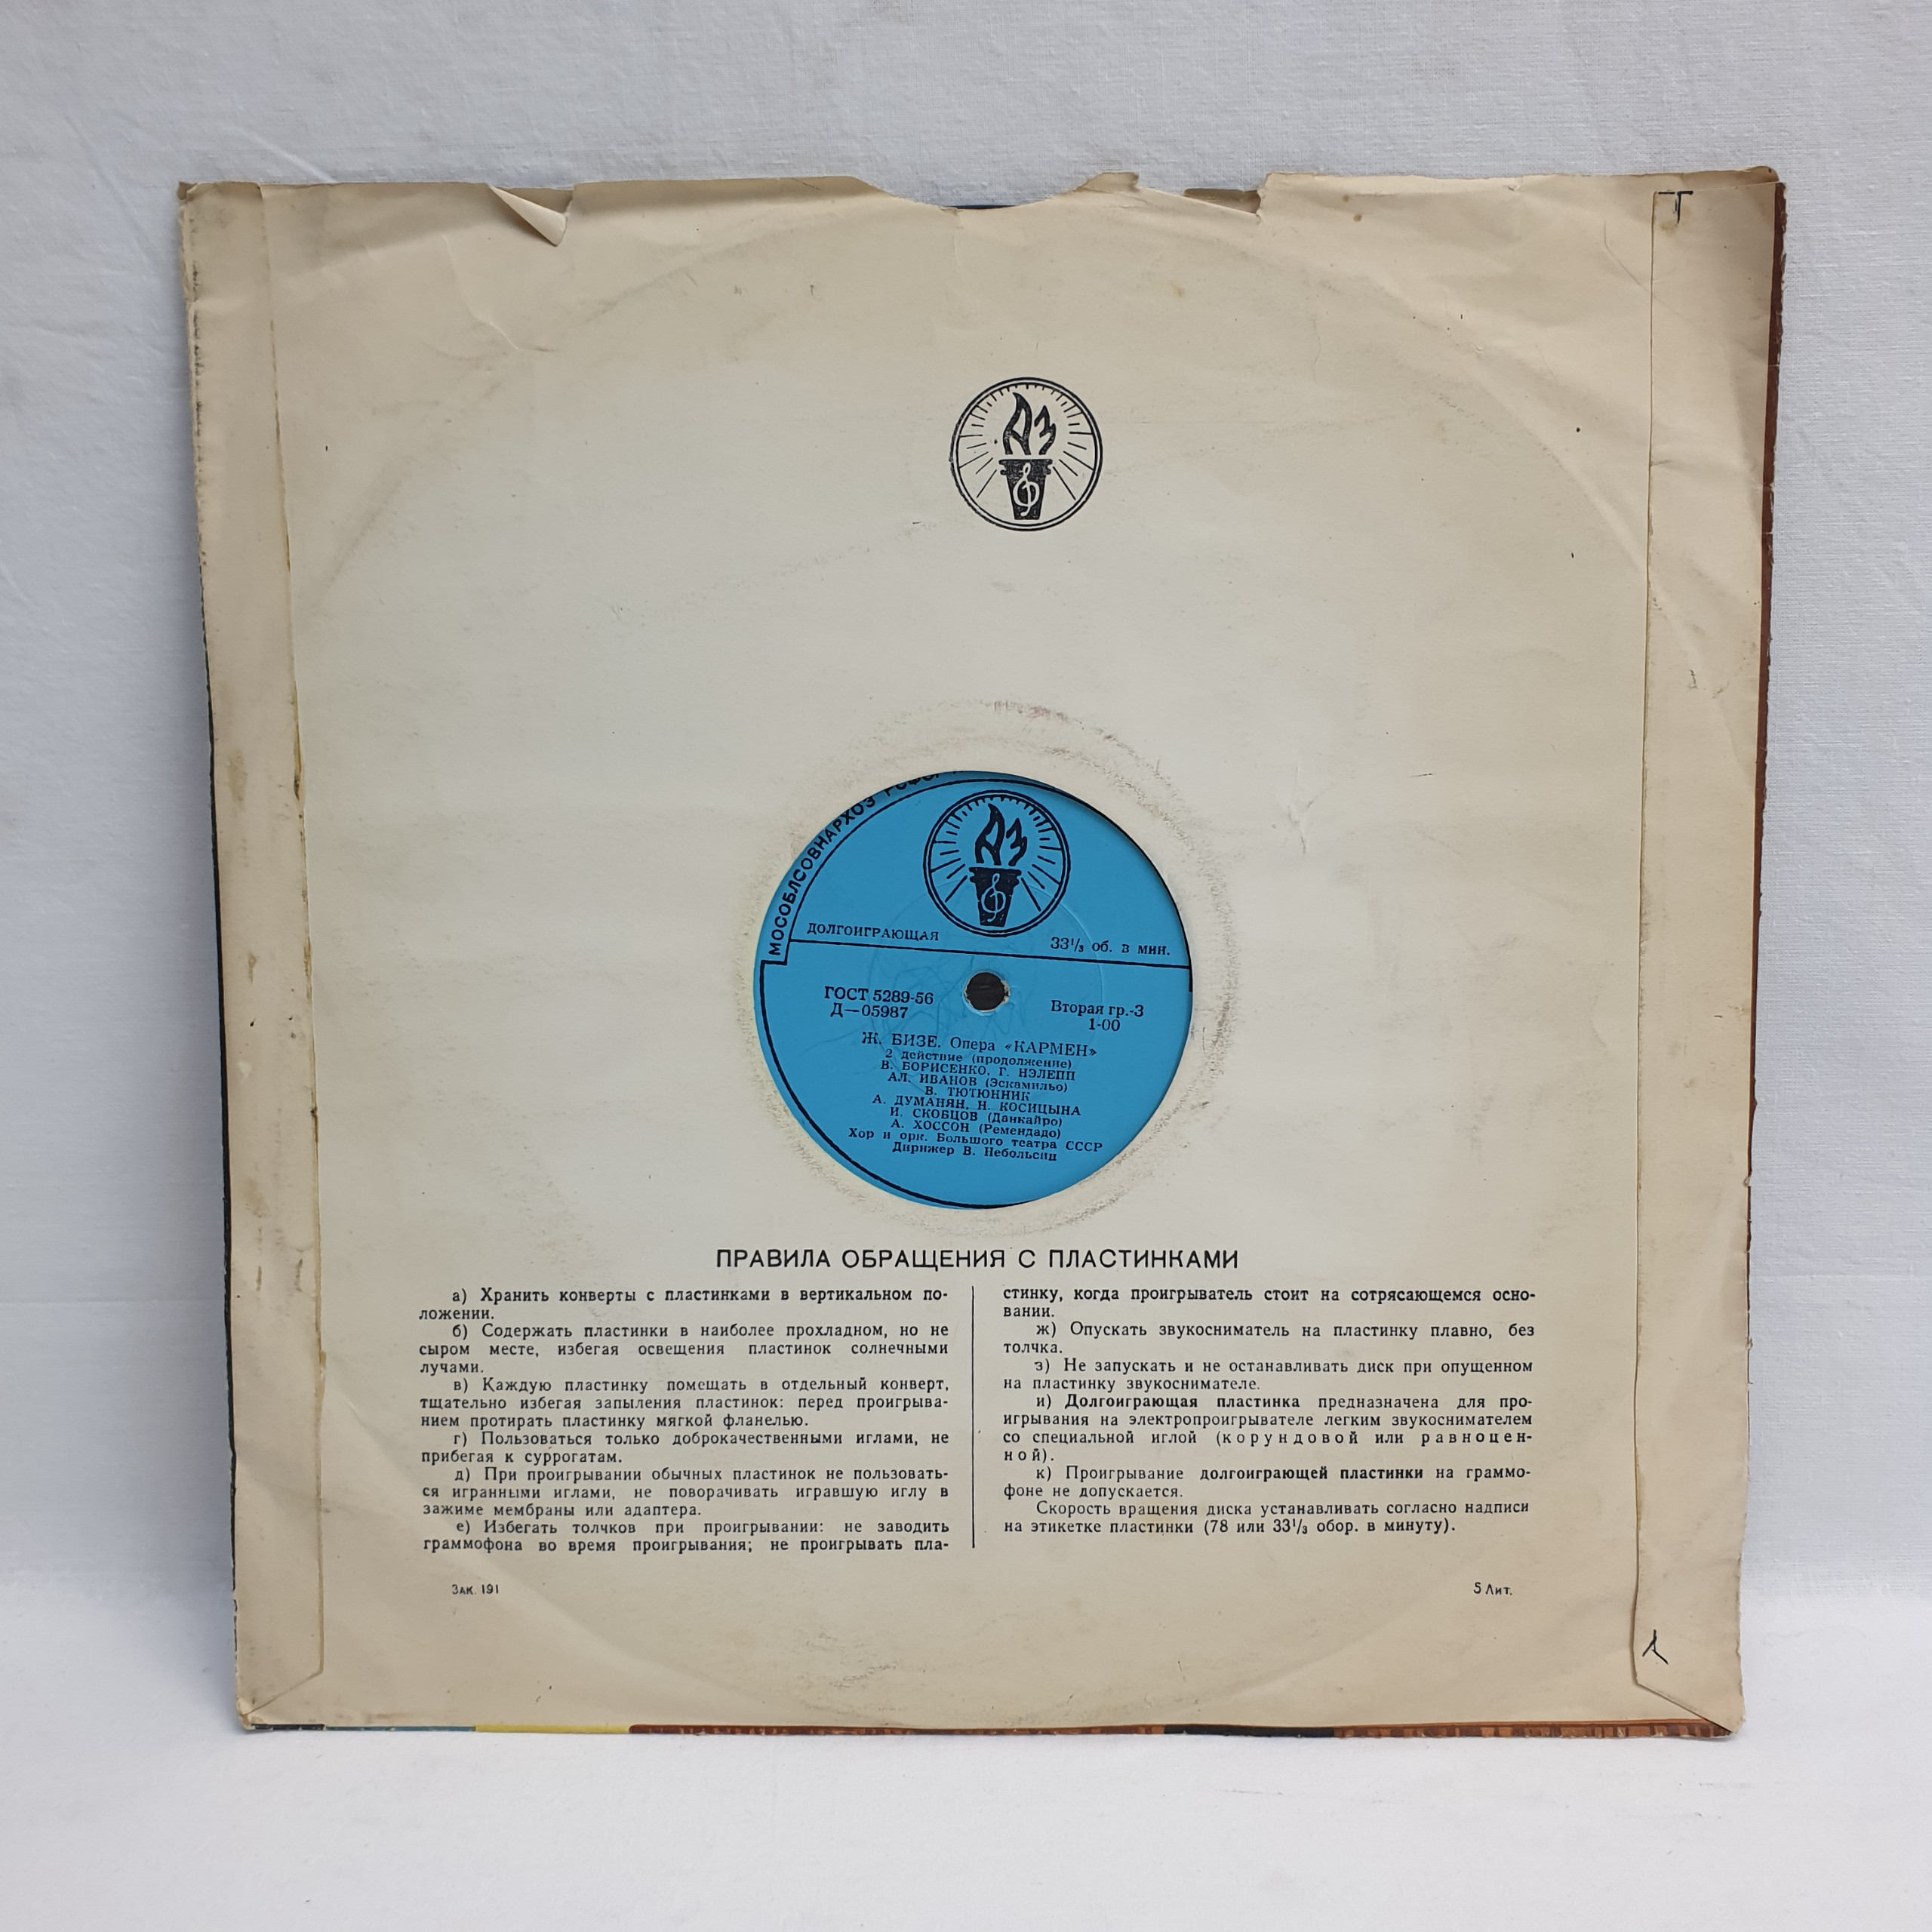 АЗ
МОСОБЛСОВНАРХОЗ РСФСР
АЗ
ДОЛГОИГРАЮЩАЯ
33¹/₃ об. в мин.
ГОСТ 5289-56
Д—05987
Вторая гр.-3
1-00
Ж. БИЗЕ. Опера «КАРМЕН»
2 действие (продолжение)
В. БОРИСЕНКО, Г. НЭЛЕПП
АЛ. ИВАНОВ (Эскамильо)
В. ТЮТЮННИК
А. ДУМАНЯН, Н. КОСИЦЫНА
И. СКОБЦОВ (Данкайро)
А. ХОССОН (Ремендадо)
Хор и орк. Большого театра СССР
Дирижер В. Небольсин
ПРАВИЛА ОБРАЩЕНИЯ С ПЛАСТИНКАМИ
а) Хранить конверты с пластинками в вертикальном по-
ложении.
б) Содержать пластинки в наиболее прохладном, но не
сыром месте, избегая освещения пластинок солнечными
лучами.
в) Каждую пластинку помещать в отдельный конверт,
тщательно избегая запыления пластинок: перед проигрыва-
нием протирать пластинку мягкой фланелью.
г) Пользоваться только доброкачественными иглами, не
прибегая к суррогатам.
д) При проигрывании обычных пластинок не пользовать-
ся игранными иглами, не поворачивать игравшую иглу в
зажиме мембраны или адаптера.
е) Избегать толчков при проигрывании: не заводить
граммофона во время проигрывания; не проигрывать пла-
стинку, когда проигрыватель стоит на сотрясающемся осно-
вании.
ж) Опускать звукосниматель на пластинку плавно, без
толчка.
з) Не запускать и не останавливать диск при опущенном
на пластинку звукоснимателе.
и) Долгоиграющая пластинка предназначена для про-
игрывания на электропроигрывателе легким звукоснимателем
со специальной иглой (корундовой или равноцен-
ной).
к) Проигрывание долгоиграющей пластинки на граммо-
фоне не допускается.
Скорость вращения диска устанавливать согласно надписи
на этикетке пластинки (78 или 33¹/₃ обор. в минуту).
Зак. 191
5 Лит.